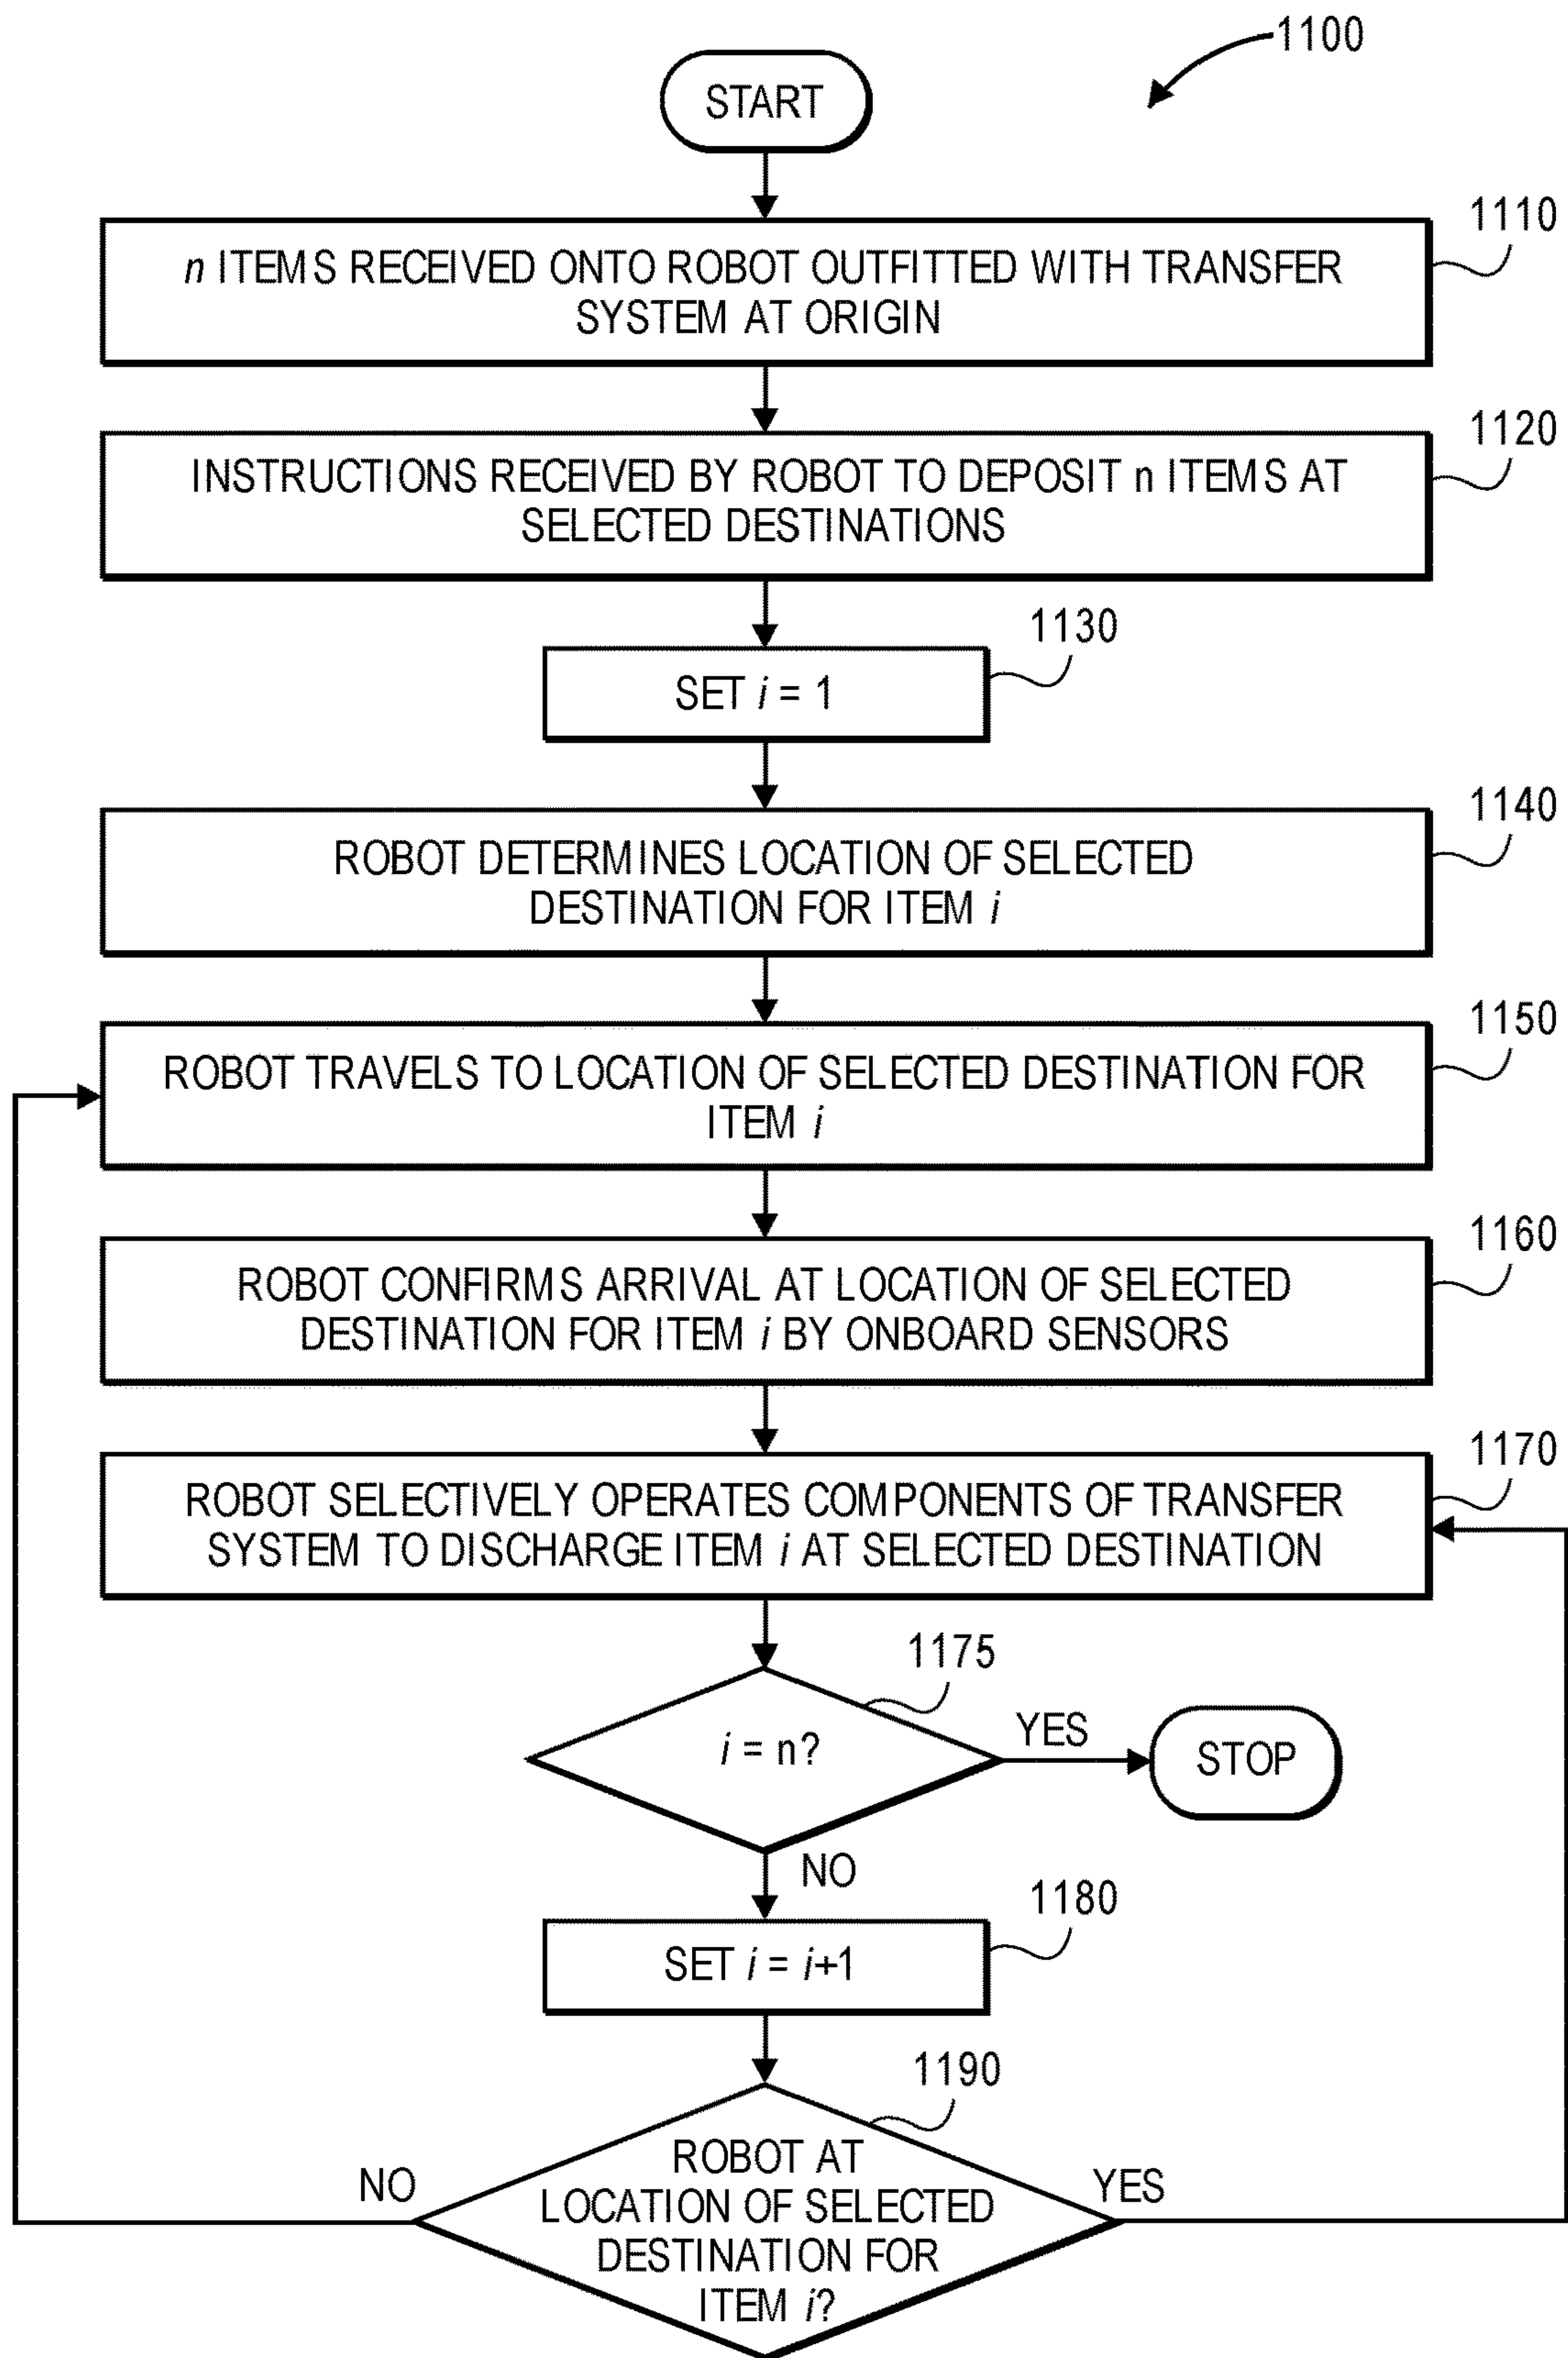 1100
START
1110
n ITEMS RECEIVED ONTO ROBOT OUTFITTED WITH TRANSFER
SYSTEM AT ORIGIN
1120
INSTRUCTIONS RECEIVED BY ROBOT TO DEPOSIT n ITEMS AT
SELECTED DESTINATIONS
1130
SET i = 1
1140
ROBOT DETERMINES LOCATION OF SELECTED
DESTINATION FOR ITEM i
1150
ROBOT TRAVELS TO LOCATION OF SELECTED DESTINATION FOR
ITEM i
1160
ROBOT CONFIRMS ARRIVAL AT LOCATION OF SELECTED
DESTINATION FOR ITEM i BY ONBOARD SENSORS
1170
ROBOT SELECTIVELY OPERATES COMPONENTS OF TRANSFER
SYSTEM TO DISCHARGE ITEM i AT SELECTED DESTINATION
1175
i = n?
YES
STOP
NO
1180
SET i = i+1
1190
ROBOT AT
LOCATION OF SELECTED
DESTINATION FOR
ITEM i?
NO
YES